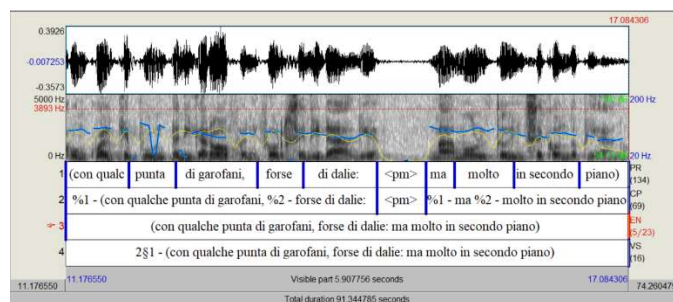 17.084306
0.3926
-0.007253
-0.3573
5000 Hz 200 Hz
3893 Hz
0 Hz 20 Hz
1 (con qualc punta di garofani, forse di dalie: <pm> ma molto in secondo piano) PR (134)
2 %1 - (con qualche punta di garofani, %2 - forse di dalie: <pm> %1 - ma %2 - molto in secondo piano CP (69)
3 (con qualche punta di garofani, forse di dalie: ma molto in secondo piano) EN (5/23)
4 2§1 - (con qualche punta di garofani, forse di dalie: ma molto in secondo piano) VS (16)
11.176550 17.084306
11.176550 Visible part 5.907756 seconds
Total duration 91.344785 seconds